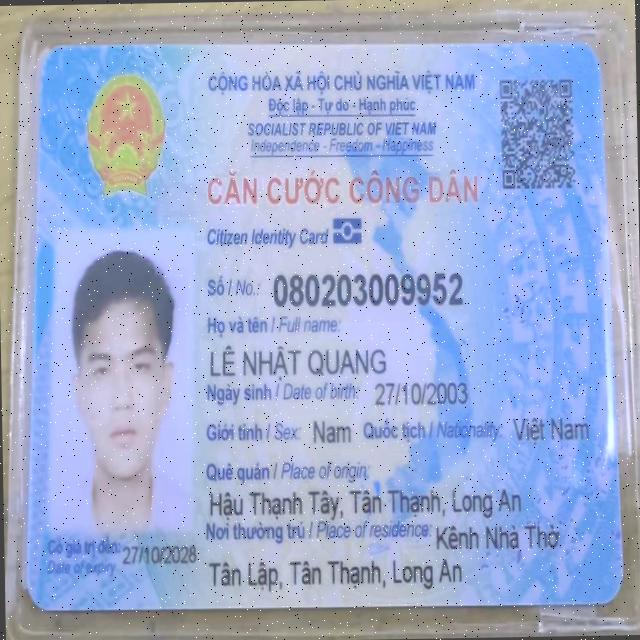 CỘNG HÒA XÃ HỘI CHỦ NGHĨA VIỆT NAM
Độc lập - Tự do - Hạnh phúc
SOCIALIST REPUBLIC OF VIET NAM
Independence - Freedom - Happiness
CĂN CƯỚC CÔNG DÂN
Citizen Identity Card
Số / No.: 080203009952
Họ và tên / Full name:
LÊ NHẬT QUANG
Ngày sinh / Date of birth: 27/10/2003
Giới tính / Sex: Nam Quốc tịch / Nationality: Việt Nam
Quê quán / Place of origin:
Hậu Thạnh Tây, Tân Thạnh, Long An
Nơi thường trú / Place of residence: Kênh Nhà Thờ
Tân Lập, Tân Thạnh, Long An
Có giá trị đến: 27/10/2028
Date of expiry